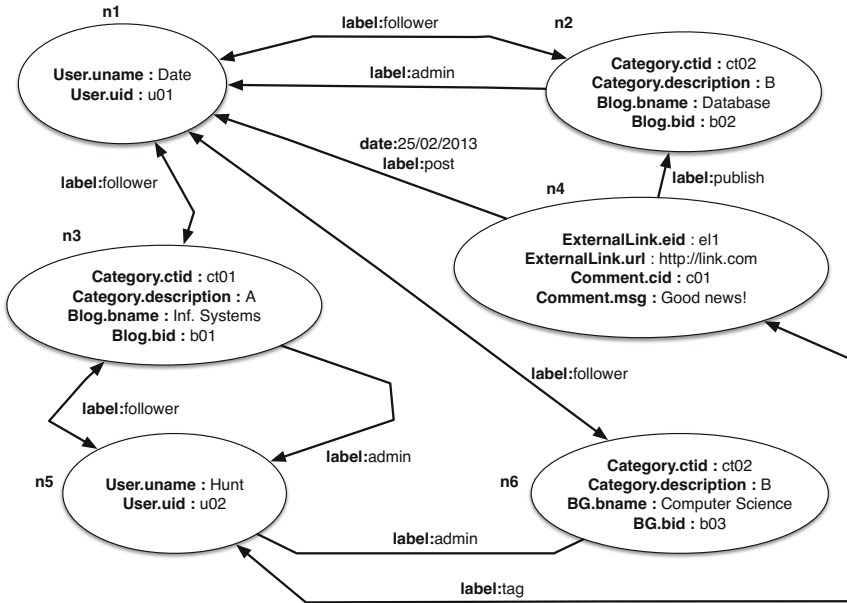 n1
label:follower
n2
User.uname : Date
User.uid : u01
label:admin
Category.ctid : ct02
Category.description : B
Blog.bname : Database
Blog.bid : b02
date:25/02/2013
label:post
label:publish
n4
label:follower
n3
ExternalLink.eid : el1
ExternalLink.url : http://link.com
Comment.cid : c01
Comment.msg : Good news!
Category.ctid : ct01
Category.description : A
Blog.bname : Inf. Systems
Blog.bid : b01
label:follower
label:follower
label:admin
n5
User.uname : Hunt
User.uid : u02
n6
Category.ctid : ct02
Category.description : B
BG.bname : Computer Science
BG.bid : b03
label:admin
label:tag